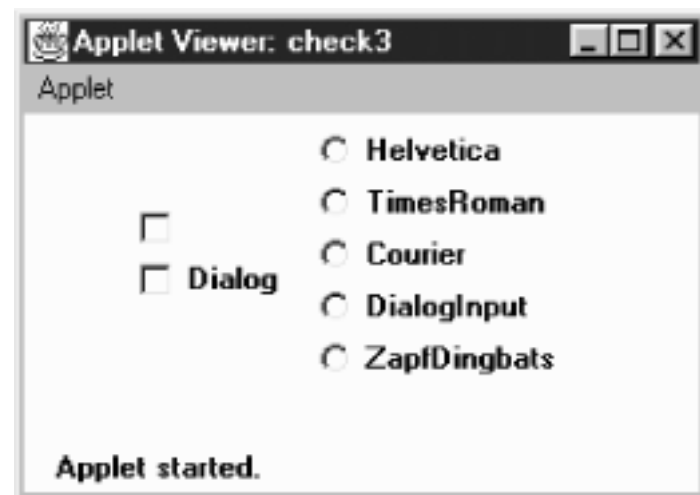 Applet Viewer: check3
Applet
Helvetica
TimesRoman
Courier
Dialog
DialogInput
ZapfDingbats
Applet started.